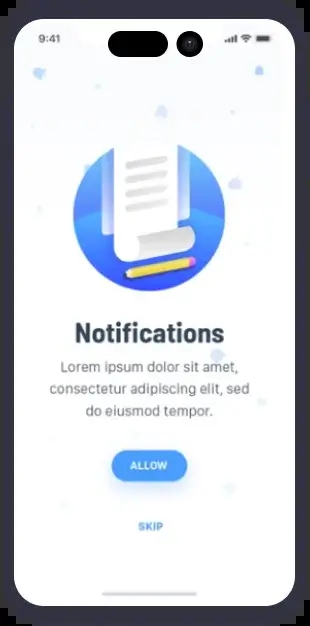 9:41
Notifications
Lorem ipsum dolor sit amet,
consectetur adipiscing elit, sed
do eiusmod tempor.
ALLOW
SKIP